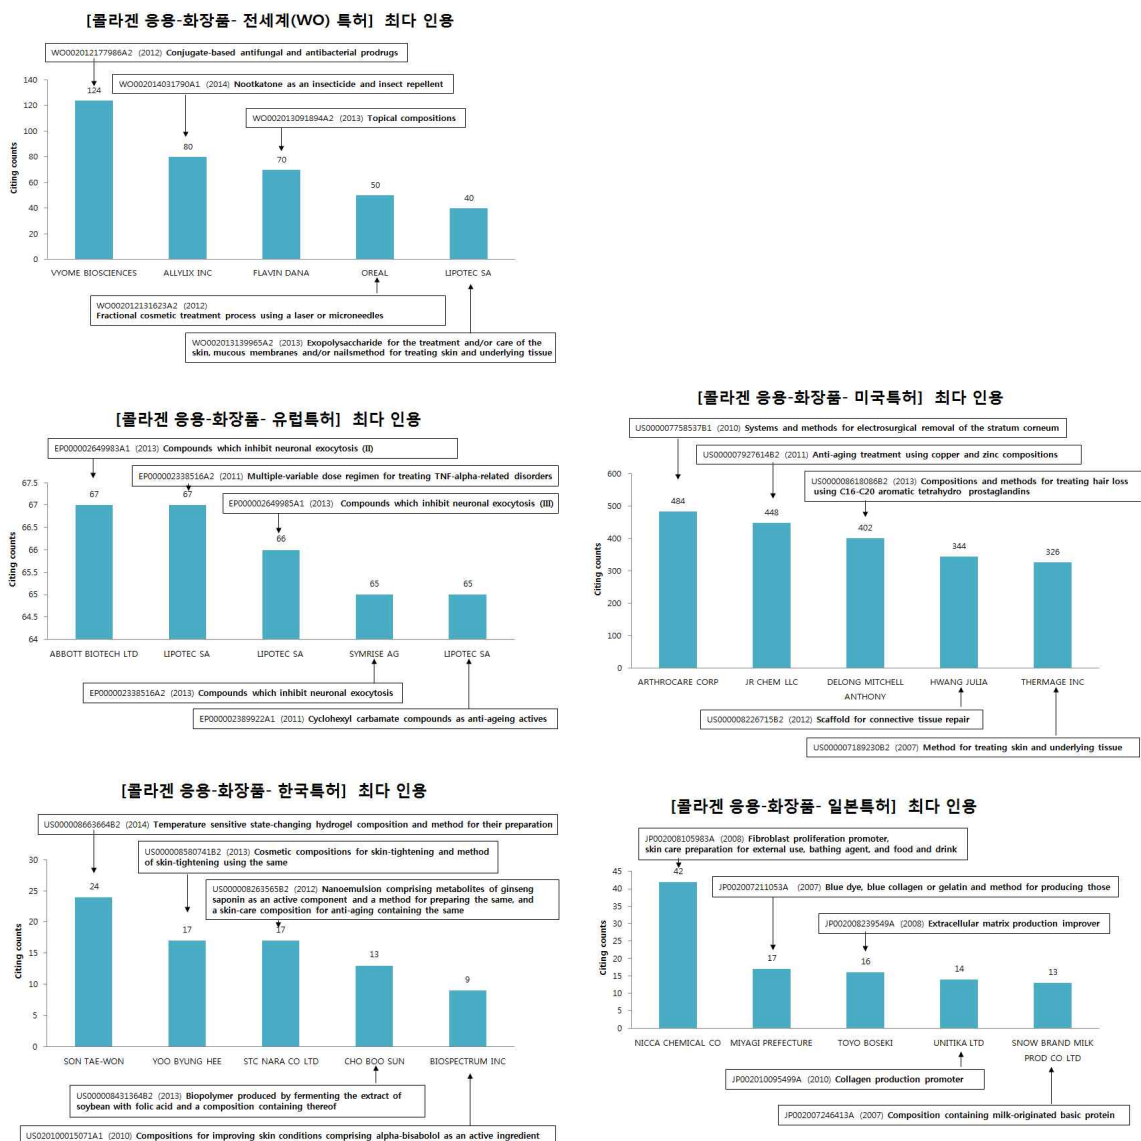 [콜라겐 응용-화장품- 전세계(WO) 특허] 최다 인용
WO002012177986A2 (2012) Conjugate-based antifungal and antibacterial prodrugs
WO002014031790A1 (2014) Nootkatone as an insecticide and insect repellent
WO002013091894A2 (2013) Topical compositions
Citing counts
140
120
100
80
60
40
20
0
124
80
70
50
40
VYOME BIOSCIENCES ALLYLIX INC FLAVIN DANA OREAL LIPOTEC SA
WO002012131623A2 (2012)
Fractional cosmetic treatment process using a laser or microneedles
WO002013139965A2 (2013) Exopolysaccharide for the treatment and/or care of the
skin, mucous membranes and/or nailsmethod for treating skin and underlying tissue
[콜라겐 응용-화장품- 유럽특허] 최다 인용
EP000002649983A1 (2013) Compounds which inhibit neuronal exocytosis (II)
EP000002338516A2 (2011) Multiple-variable dose regimen for treating TNF-alpha-related disorders
EP000002649985A1 (2013) Compounds which inhibit neuronal exocytosis (III)
Citing counts
67.5
67
66.5
66
65.5
65
64.5
64
67
67
66
65
65
ABBOTT BIOTECH LTD LIPOTEC SA LIPOTEC SA SYMRISE AG LIPOTEC SA
EP000002338516A2 (2013) Compounds which inhibit neuronal exocytosis
EP000002389922A1 (2011) Cyclohexyl carbamate compounds as anti-ageing actives
[콜라겐 응용-화장품- 미국특허] 최다 인용
US000007758537B1 (2010) Systems and methods for electrosurgical removal of the stratum corneum
US000007927614B2 (2011) Anti-aging treatment using copper and zinc compositions
US000008618086B2 (2013) Compositions and methods for treating hair loss
using C16-C20 aromatic tetrahydro prostaglandins
Citing counts
600
500
400
300
200
100
0
484
448
402
344
326
ARTHROCARE CORP JR CHEM LLC DELONG MITCHELL HWANG JULIA THERMAGE INC
ANTHONY
US000008226715B2 (2012) Scaffold for connective tissue repair
US000007189230B2 (2007) Method for treating skin and underlying tissue
[콜라겐 응용-화장품- 한국특허] 최다 인용
US000008663664B2 (2014) Temperature sensitive state-changing hydrogel composition and method for their preparation
US000008580741B2 (2013) Cosmetic compositions for skin-tightening and method
of skin-tightening using the same
US000008263565B2 (2012) Nanoemulsion comprising metabolites of ginseng
saponin as an active component and a method for preparing the same, and
a skin-care composition for anti-aging containing the same
Citing counts
30
25
20
15
10
5
0
24
17
17
13
9
SON TAE-WON YOO BYUNG HEE STC NARA CO LTD CHO BOO SUN BIOSPECTRUM INC
US000008431364B2 (2013) Biopolymer produced by fermenting the extract of
soybean with folic acid and a composition containing thereof
US020100015071A1 (2010) Compositions for improving skin conditions comprising alpha-bisabolol as an active ingredient
[콜라겐 응용-화장품- 일본특허] 최다 인용
JP002008105983A (2008) Fibroblast proliferation promoter,
skin care preparation for external use, bathing agent, and food and drink
JP002007211053A (2007) Blue dye, blue collagen or gelatin and method for producing those
JP002008239549A (2008) Extracellular matrix production improver
Citing counts
45
40
35
30
25
20
15
10
5
0
42
17
16
14
13
NICCA CHEMICAL CO MIYAGI PREFECTURE TOYO BOSEKI UNITIKA LTD SNOW BRAND MILK
PROD CO LTD
JP002010095499A (2010) Collagen production promoter
JP002007246413A (2007) Composition containing milk-originated basic protein